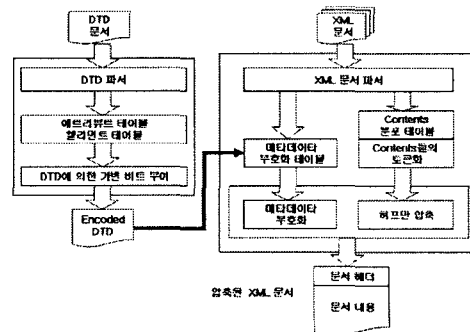 DTD
문서
DTD 파서
애트리뷰트 테이블
엘리먼트 테이블
DTD에 의한 가변 비트 부여
Encoded
DTD
XML
문서
XML 문서 파서
메타데이타
부호화 테이블
메타데이타
부호화
Contents
분포 테이블
Contents들의
토큰화
허프만 압축
압축된 XML 문서
문서 헤더
문서 내용